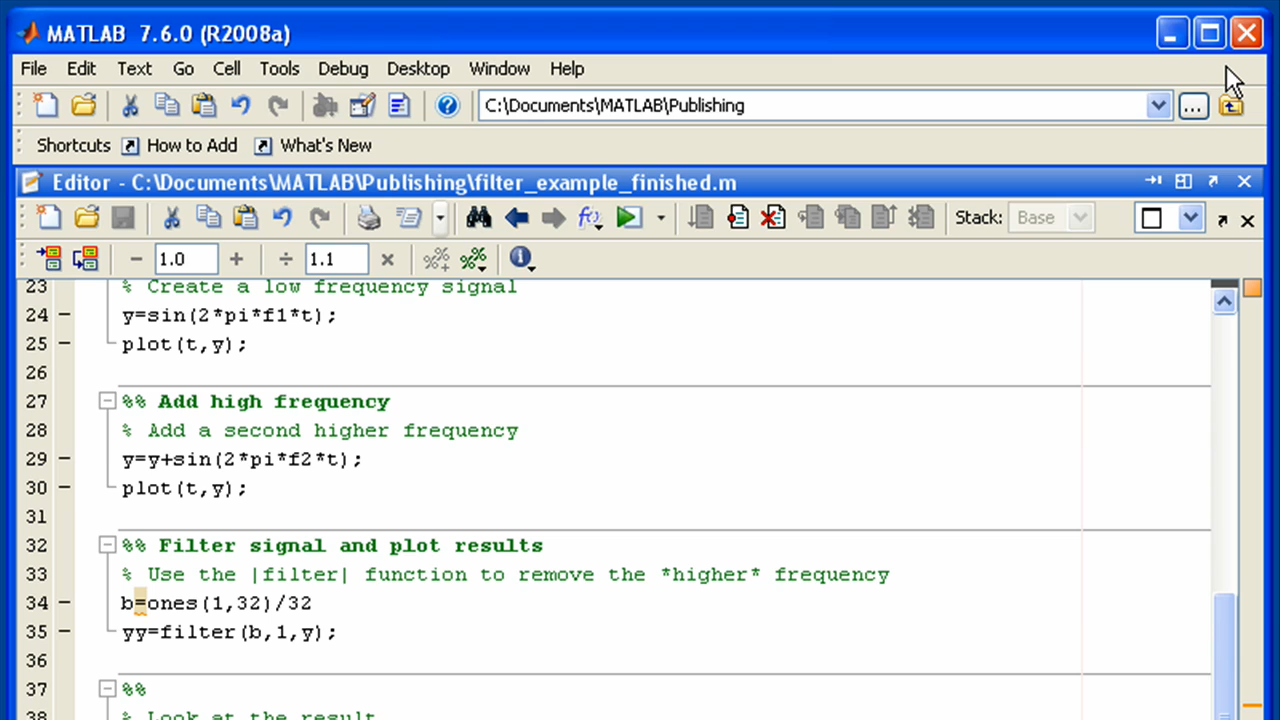 MATLAB 7.6.0 (R2008a)
File Edit Text Go Cell Tools Debug Desktop Window Help
C:\Documents\MATLAB\Publishing ...
Shortcuts How to Add What's New
Editor - C:\Documents\MATLAB\Publishing\filter_example_finished.m
Stack: Base
− 1.0 + ÷ 1.1 ×
23 % Create a low frequency signal
24 – y=sin(2*pi*f1*t);
25 – plot(t,y);
26
27 %% Add high frequency
28 % Add a second higher frequency
29 – y=y+sin(2*pi*f2*t);
30 – plot(t,y);
31
32 %% Filter signal and plot results
33 % Use the |filter| function to remove the *higher* frequency
34 – b=ones(1,32)/32
35 – yy=filter(b,1,y);
36
37 %%
38 % Look at the result